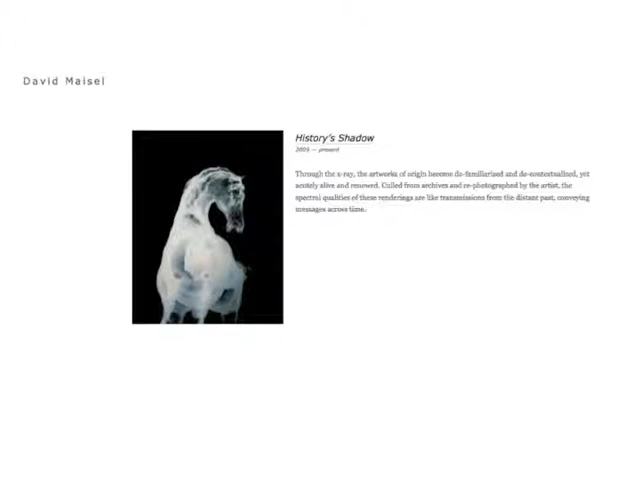 David Maisel
History's Shadow
2009 — present
Through the x-ray, the artworks of origin become de-familiarized and de-contextualized, yet
acutely alive and renewed. Culled from archives and re-photographed by the artist, the
spectral qualities of these renderings are like transmissions from the distant past, conveying
messages across time.